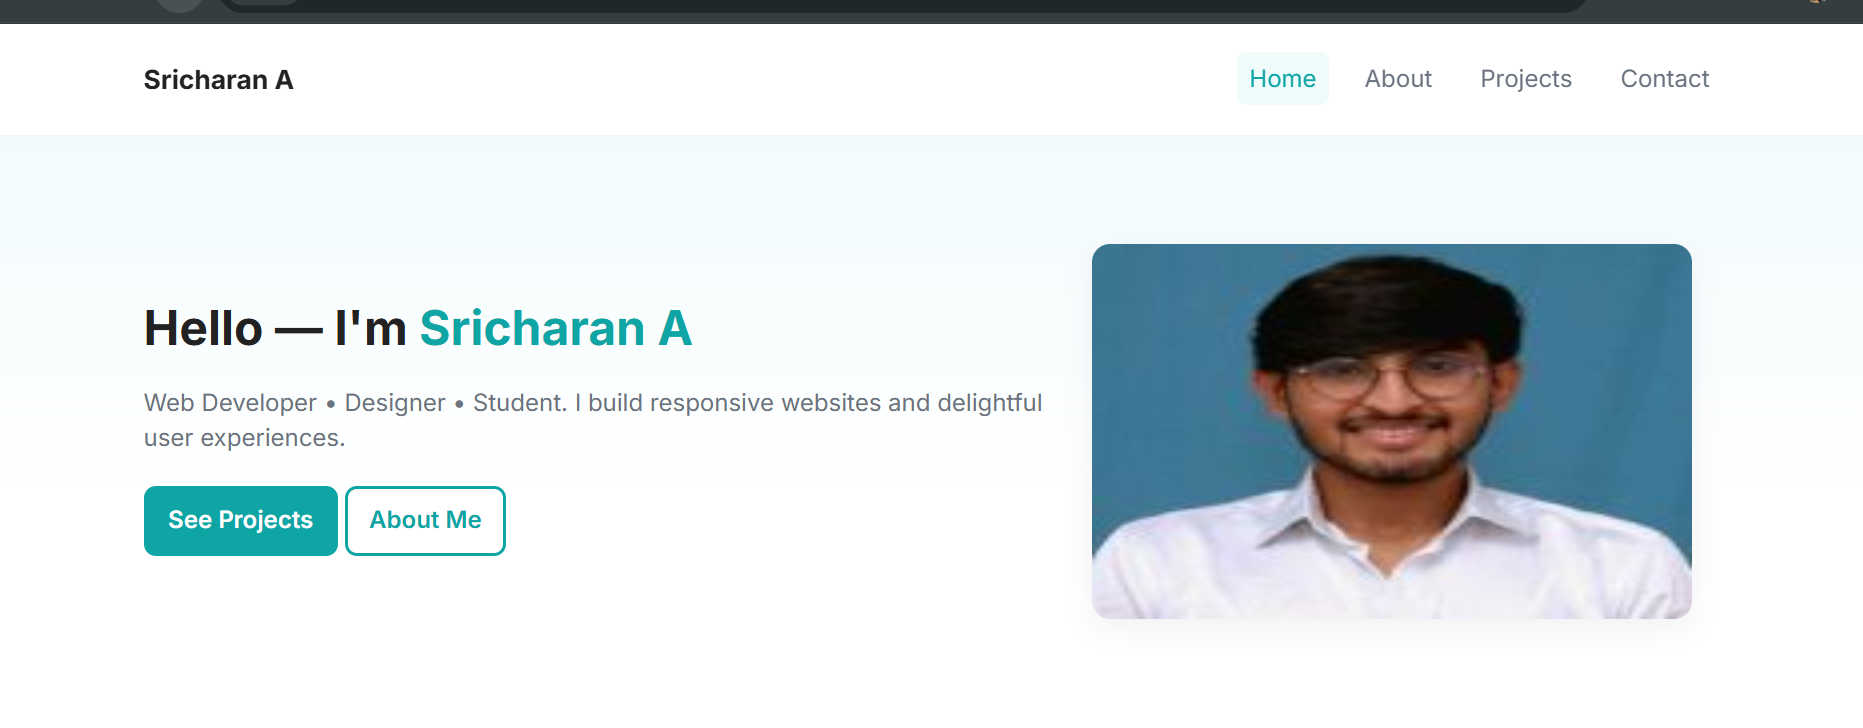 Sricharan A
Home
About
Projects
Contact
Hello — I'm Sricharan A
Web Developer • Designer • Student. I build responsive websites and delightful
user experiences.
See Projects
About Me